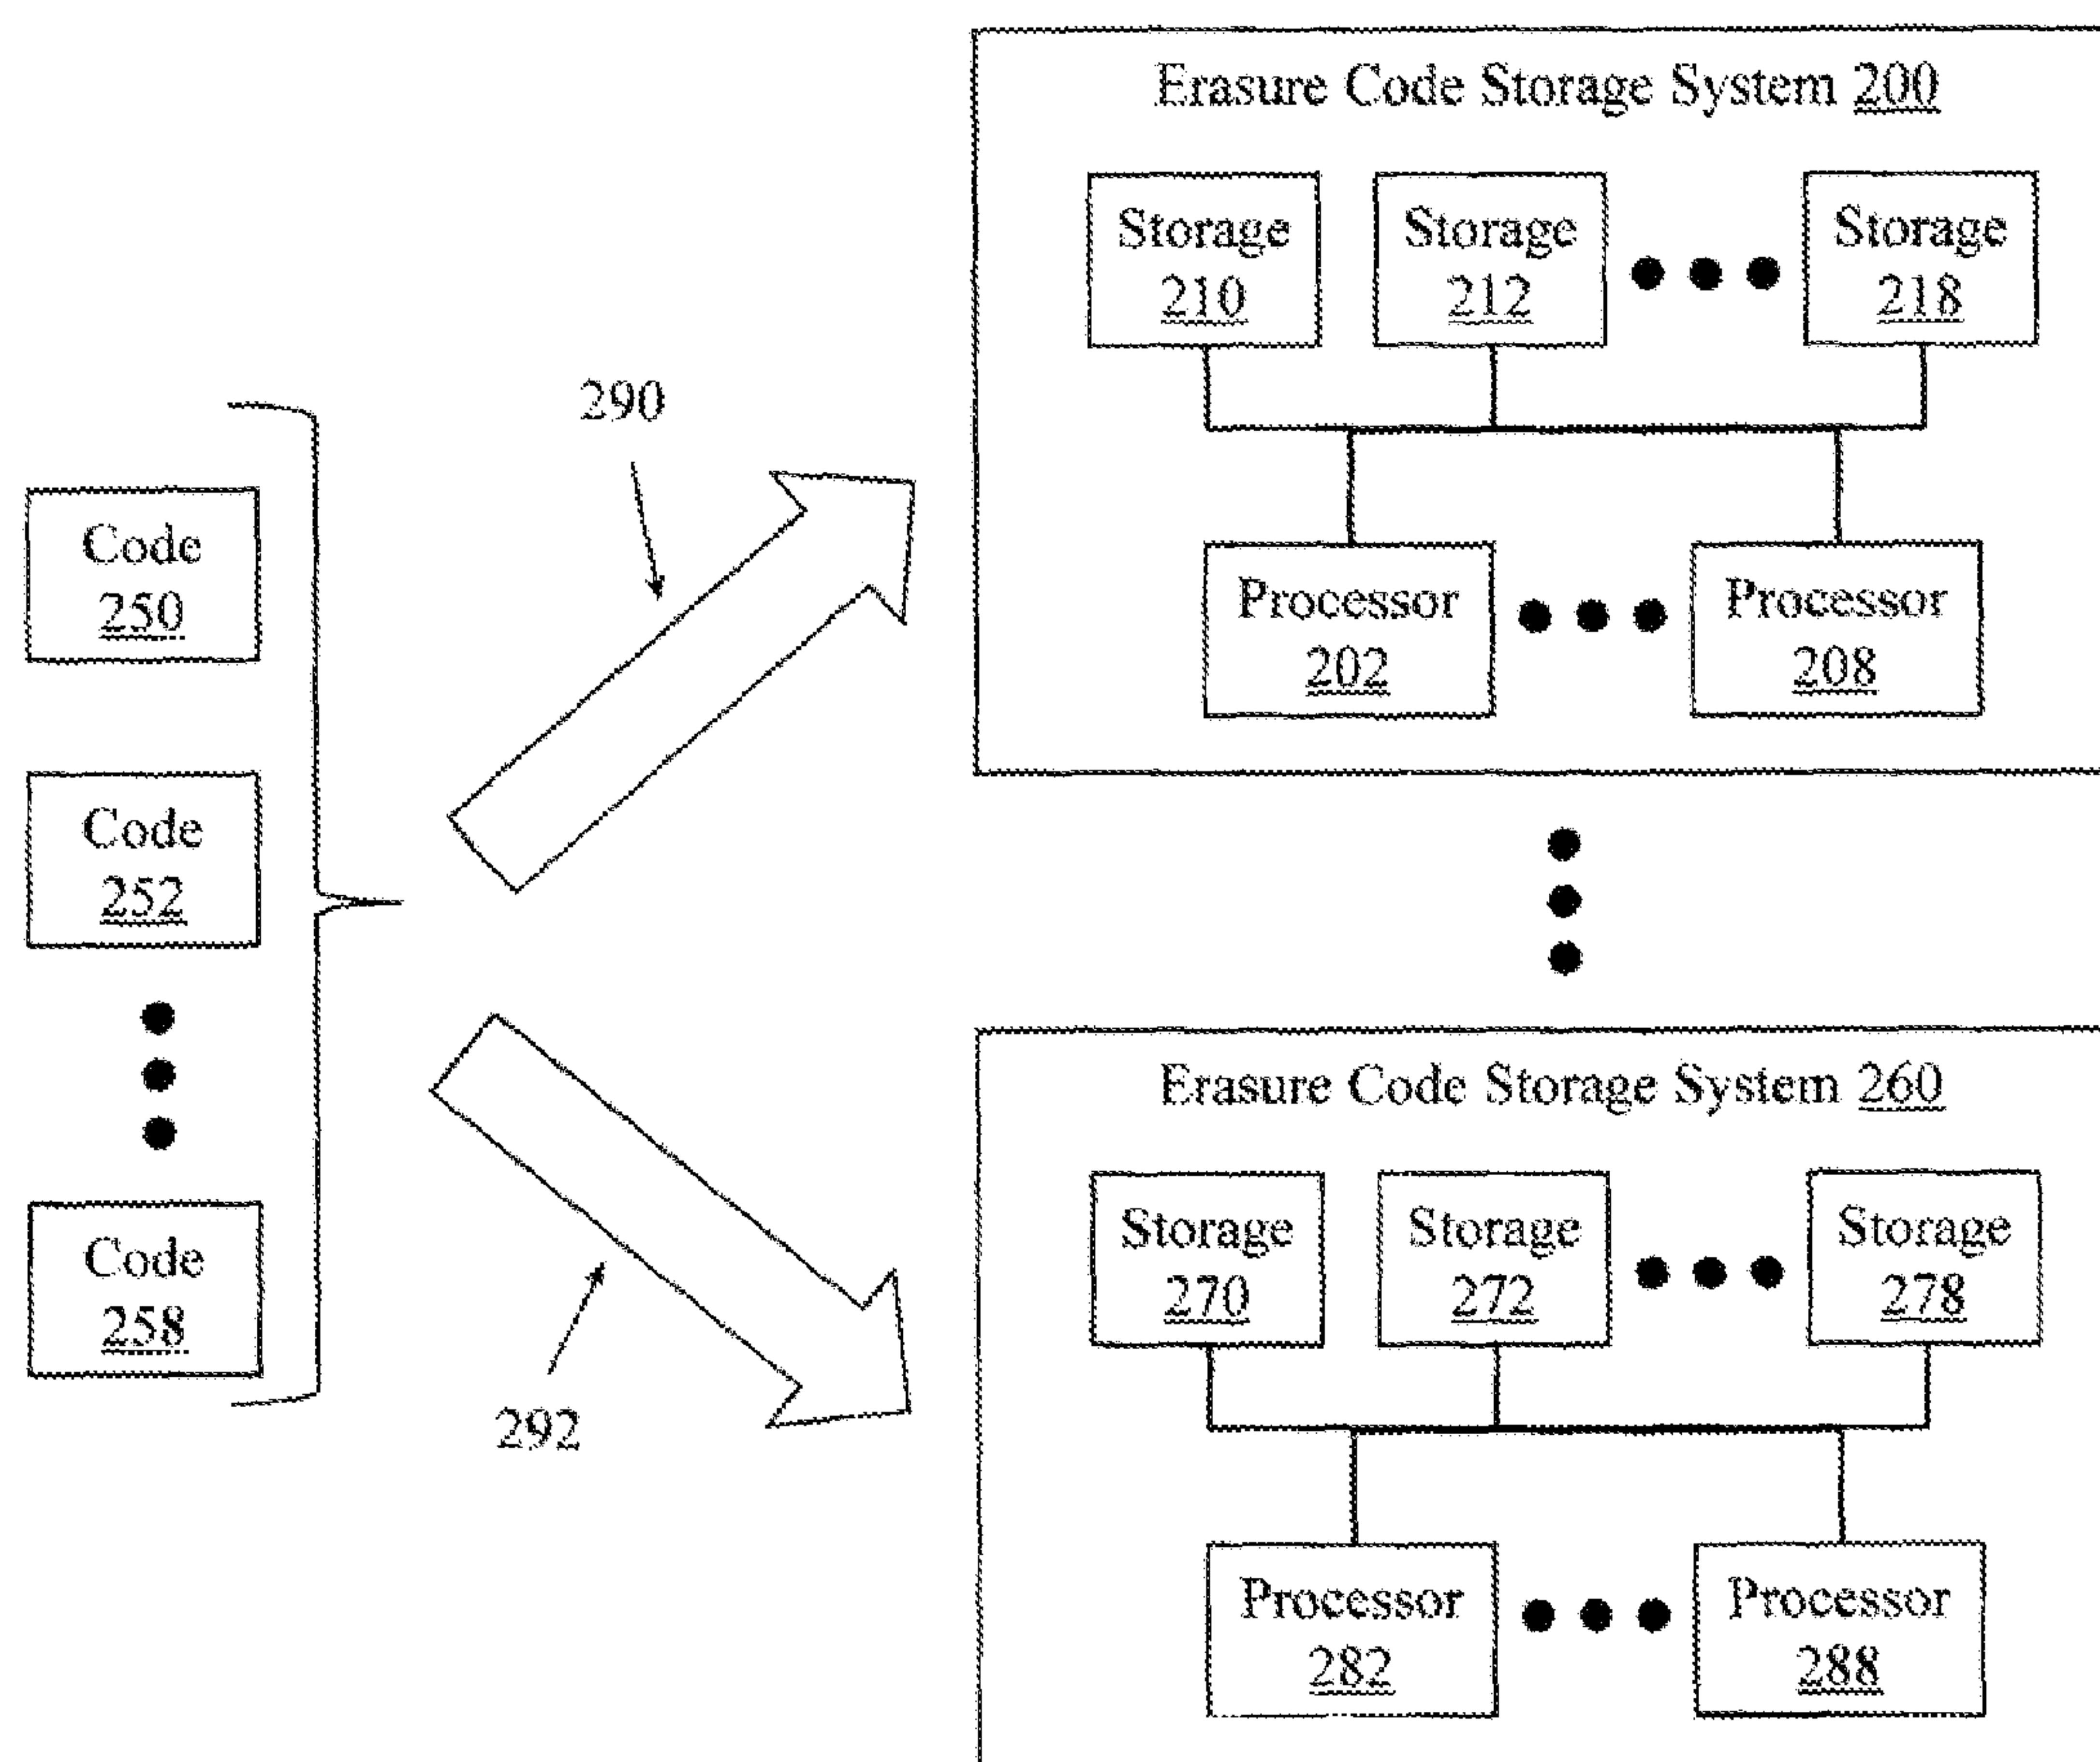 Erasure Code Storage System 200
Storage
210
Storage
212
Storage
218
290
Processor
202
Processor
208
Code
250
Code
252
Code
258
292
Erasure Code Storage System 260
Storage
270
Storage
272
Storage
278
Processor
282
Processor
288